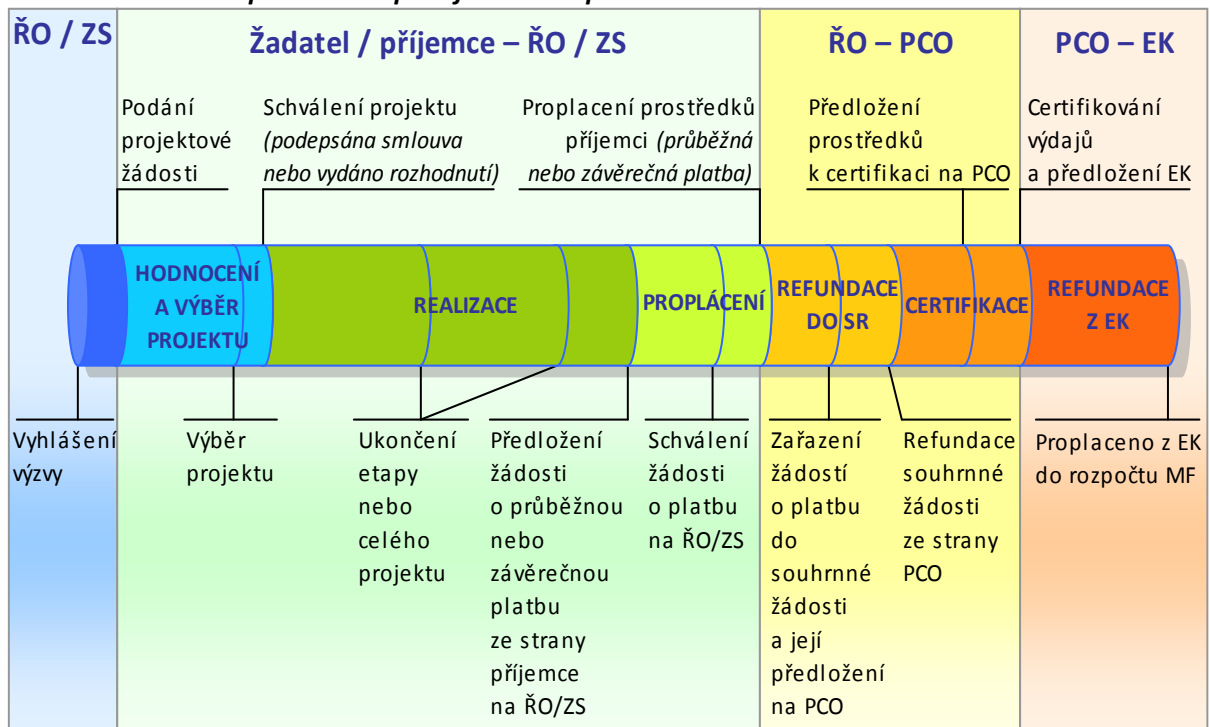 ŘO / ZS
Žadatel / příjemce – ŘO / ZS
ŘO – PCO
PCO – EK
Podání
projektové
žádosti
Schválení projektu
(podepsána smlouva
nebo vydáno rozhodnutí)
Proplacení prostředků
příjemci (průběžná
nebo závěrečná platba)
Předložení
prostředků
k certifikaci na PCO
Certifikování
výdajů
a předložení EK
HODNOCENÍ
A VÝBĚR
PROJEKTU
REALIZACE
PROPLÁCENÍ
REFUNDACE
DO SR
CERTIFIKACE
REFUNDACE
Z EK
Vyhlášení
výzvy
Výběr
projektu
Ukončení
etapy
nebo
celého
projektu
Předložení
žádosti
o průběžnou
nebo
závěrečnou
platbu
ze strany
příjemce
na ŘO/ZS
Schválení
žádosti
o platbu
na ŘO/ZS
Zařazení
žádostí
o platbu
do
souhrnné
žádosti
a její
předložení
na PCO
Refundace
souhrnné
žádosti
ze strany
PCO
Proplaceno z EK
do rozpočtu MF